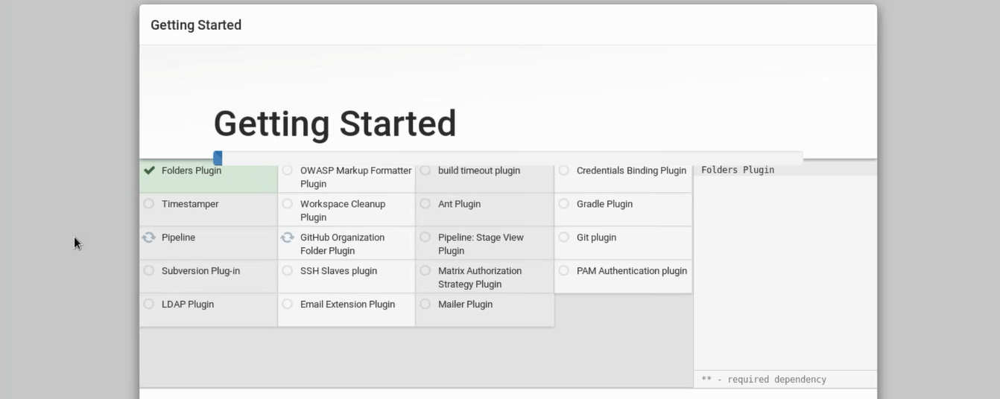 Getting Started
Getting Started
Folders Plugin
OWASP Markup Formatter
Plugin
build timeout plugin
Credentials Binding Plugin
Folders Plugin
Timestamper
Workspace Cleanup
Plugin
Ant Plugin
Gradle Plugin
Pipeline
GitHub Organization
Folder Plugin
Pipeline: Stage View
Plugin
Git plugin
Subversion Plug-in
SSH Slaves plugin
Matrix Authorization
Strategy Plugin
PAM Authentication plugin
LDAP Plugin
Email Extension Plugin
Mailer Plugin
** - required dependency